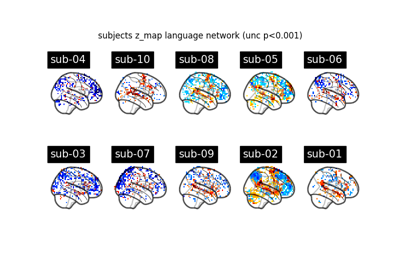 subjects z_map language network (unc p<0.001)
sub-04 sub-10 sub-08 sub-05 sub-06
sub-03 sub-07 sub-09 sub-02 sub-01